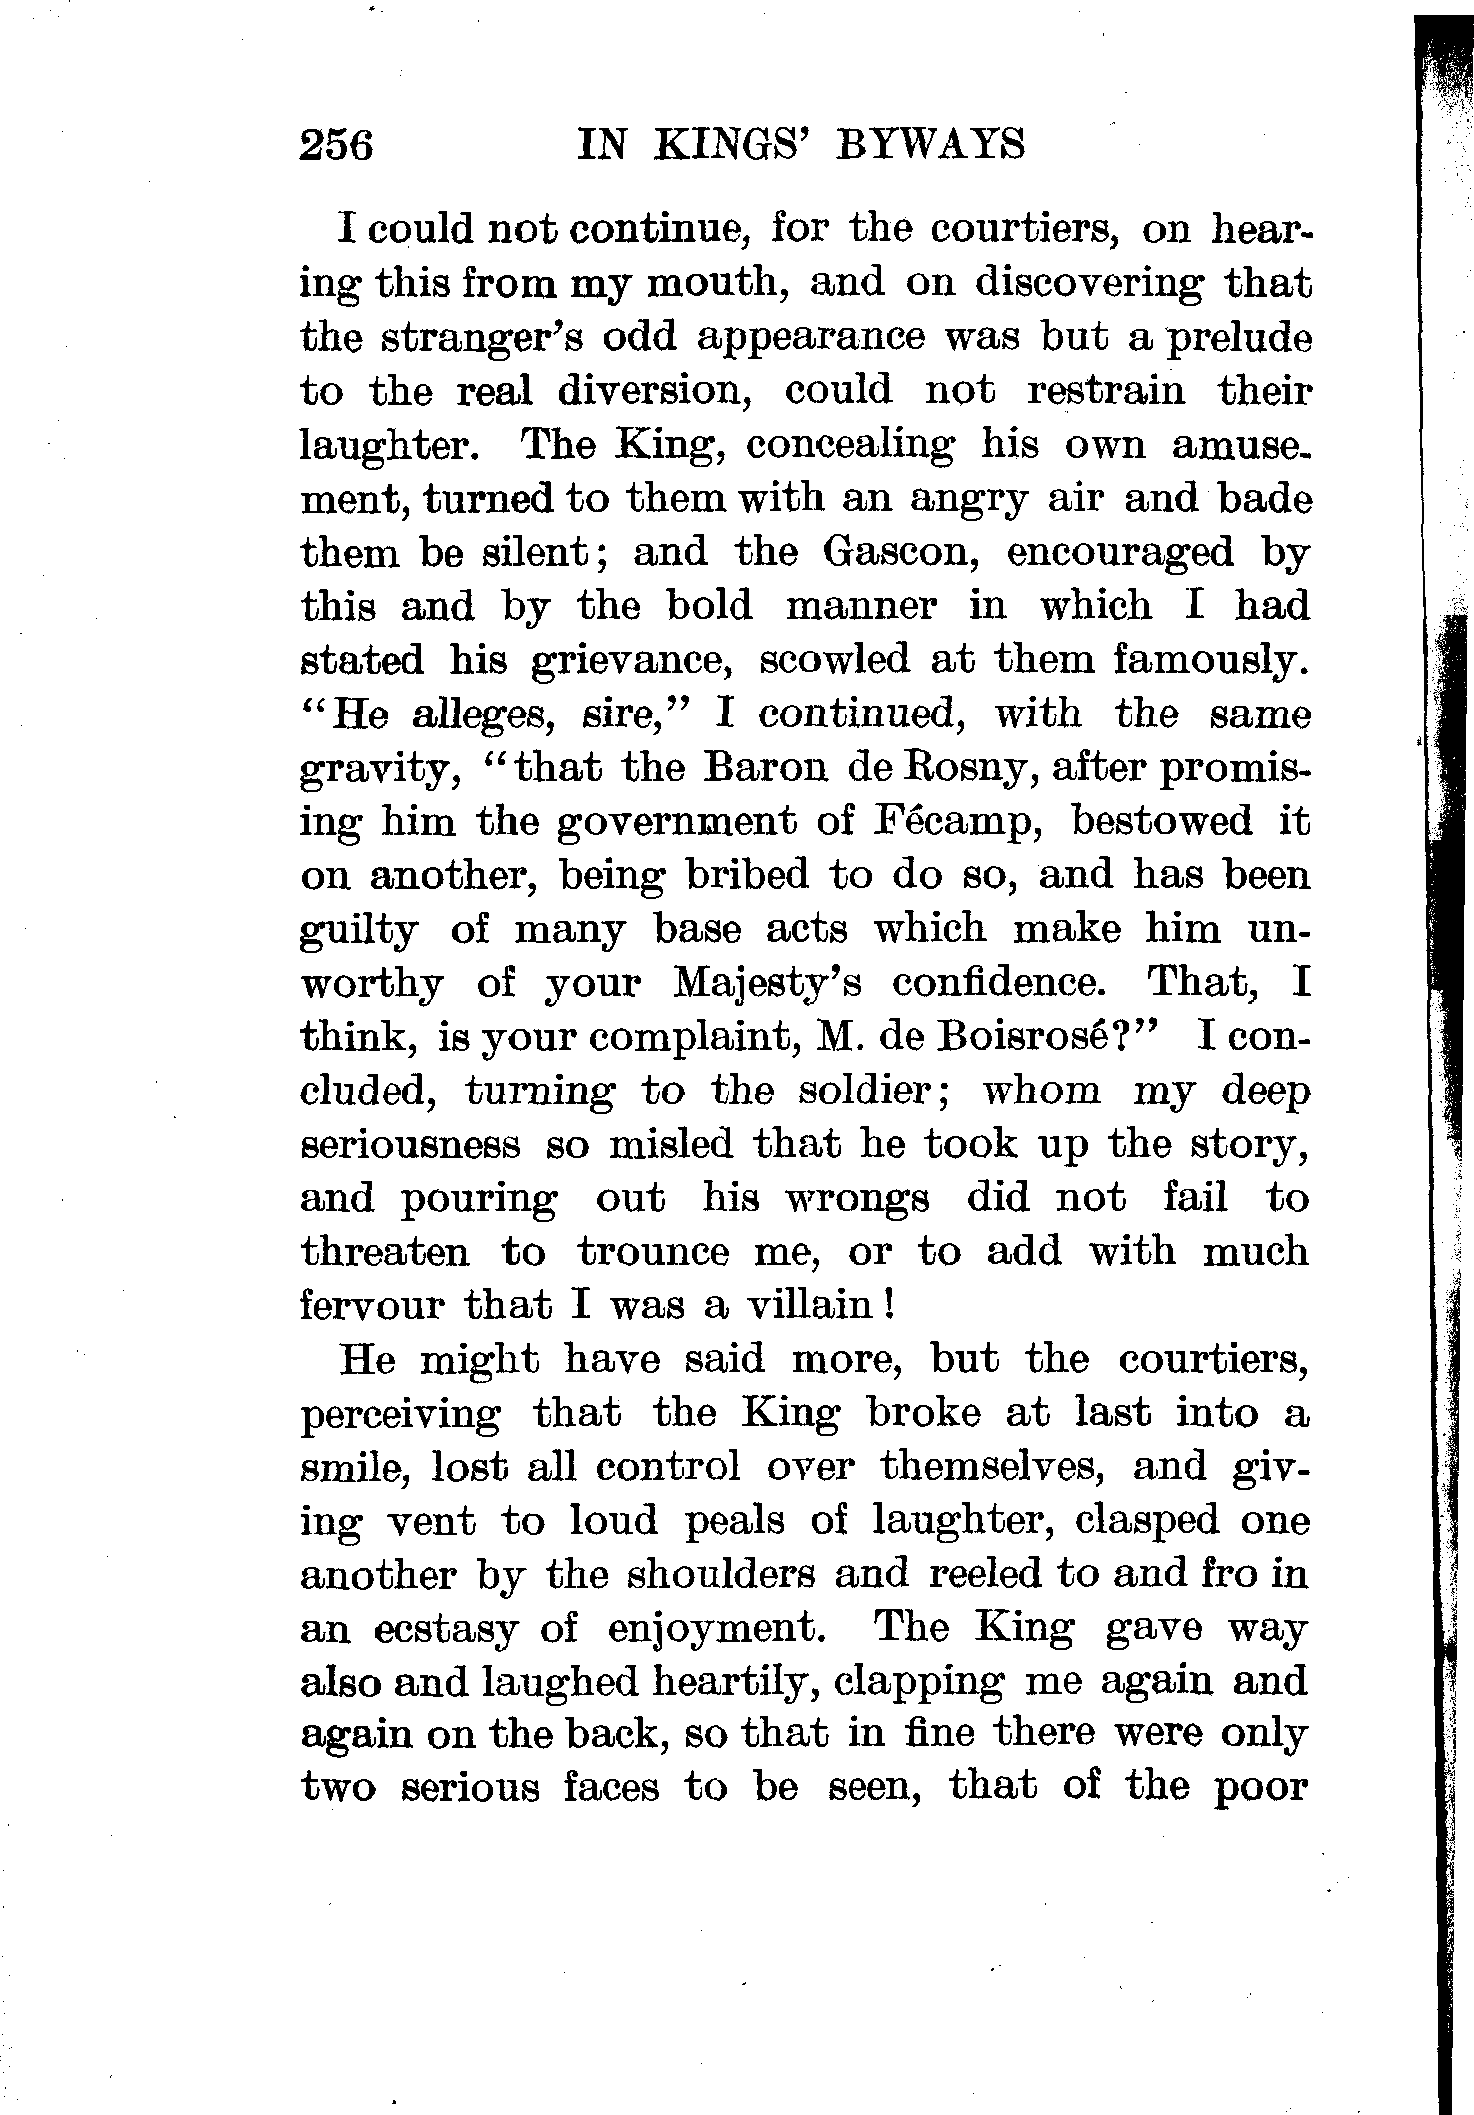 256 IN KINGS' BYWAYS
I could not continue, for the courtiers, on hear-
ing this from my mouth, and on discovering that
the stranger's odd appearance was but a prelude
to the real diversion, could not restrain their
laughter. The King, concealing his own amuse-
ment, turned to them with an angry air and bade
them be silent; and the Gascon, encouraged by
this and by the bold manner in which I had
stated his grievance, scowled at them famously.
"He alleges, sire," I continued, with the same
gravity, "that the Baron de Rosny, after promis-
ing him the government of Fécamp, bestowed it
on another, being bribed to do so, and has been
guilty of many base acts which make him un-
worthy of your Majesty's confidence. That, I
think, is your complaint, M. de Boisrosé?" I con-
cluded, turning to the soldier; whom my deep
seriousness so misled that he took up the story,
and pouring out his wrongs did not fail to
threaten to trounce me, or to add with much
fervour that I was a villain!
He might have said more, but the courtiers,
perceiving that the King broke at last into a
smile, lost all control over themselves, and giv-
ing vent to loud peals of laughter, clasped one
another by the shoulders and reeled to and fro in
an ecstasy of enjoyment. The King gave way
also and laughed heartily, clapping me again and
again on the back, so that in fine there were only
two serious faces to be seen, that of the poor